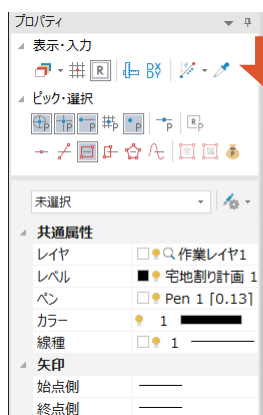 プロパティ
表示・入力
R DX BY
ピック・選択
P P P P P P RP
未選択
共通属性
レイヤ 作業レイヤ1
レベル 宅地割り計画 1
ペン Pen 1 [0.13]
カラー 1
線種 1
矢印
始点側
終点側